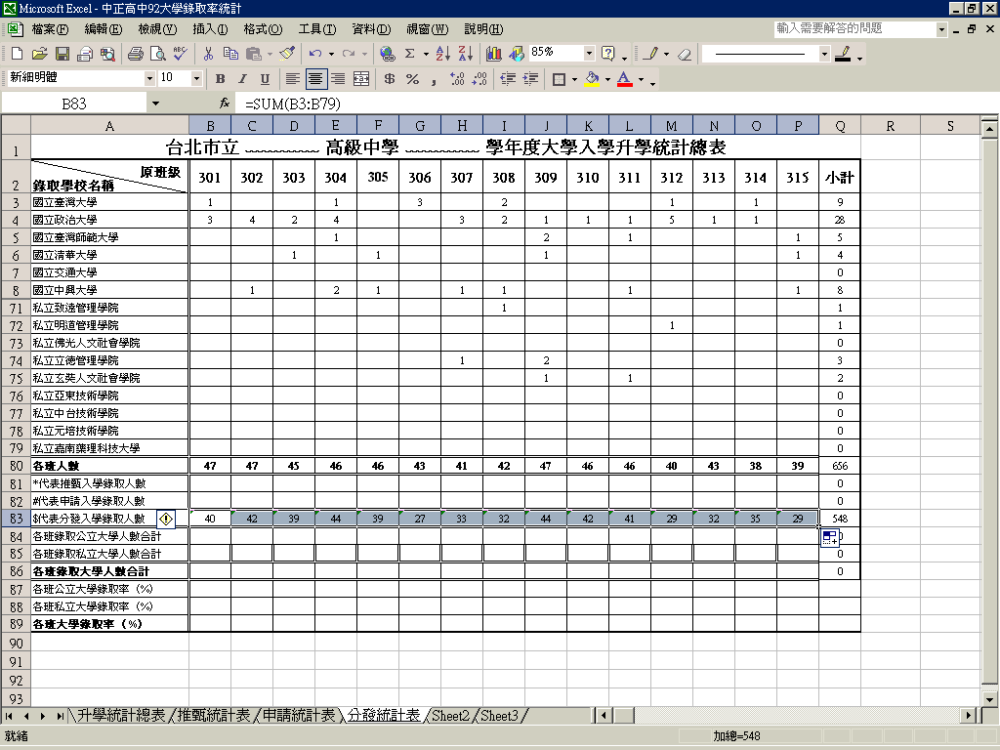 Microsoft Excel - 中正高中92大學錄取率統計
檔案(F) 編輯(E) 檢視(V) 插入(I) 格式(O) 工具(T) 資料(D) 視窗(W) 說明(H) 輸入需要解答的問題
85%
新細明體 10 B I U
B83 fx =SUM(B3:B79)
A B C D E F G H I J K L M N O P Q R S
1 台北市立 高級中學 學年度大學入學升學統計總表
原班級
2 錄取學校名稱 301 302 303 304 305 306 307 308 309 310 311 312 313 314 315 小計
3 國立臺灣大學 1 1 3 2 1 1 9
4 國立政治大學 3 4 2 4 3 2 1 1 1 5 1 1 28
5 國立臺灣師範大學 1 2 1 1 5
6 國立清華大學 1 1 1 1 4
7 國立交通大學 0
8 國立中興大學 1 2 1 1 1 1 1 8
71 私立致遠管理學院 1 1
72 私立明道管理學院 1 1
73 私立佛光人文社會學院 0
74 私立立德管理學院 1 2 3
75 私立玄奘人文社會學院 1 1 2
76 私立亞東技術學院 0
77 私立中台技術學院 0
78 私立元培技術學院 0
79 私立嘉南藥理科技大學 0
80 各班人數 47 47 45 46 46 43 41 42 47 46 46 40 43 38 39 656
81 *代表推甄入學錄取人數 0
82 #代表申請入學錄取人數 0
83 $代表分發入學錄取人數 40 42 39 44 39 27 33 32 44 42 41 29 32 35 29 548
84 各班錄取公立大學人數合計 0
85 各班錄取私立大學人數合計 0
86 各班錄取大學人數合計 0
87 各班公立大學錄取率（%）
88 各班私立大學錄取率（%）
89 各班大學錄取率（%）
90
91
92
93
升學統計總表 推甄統計表 申請統計表 分發統計表 Sheet2 Sheet3
就緒 加總=548